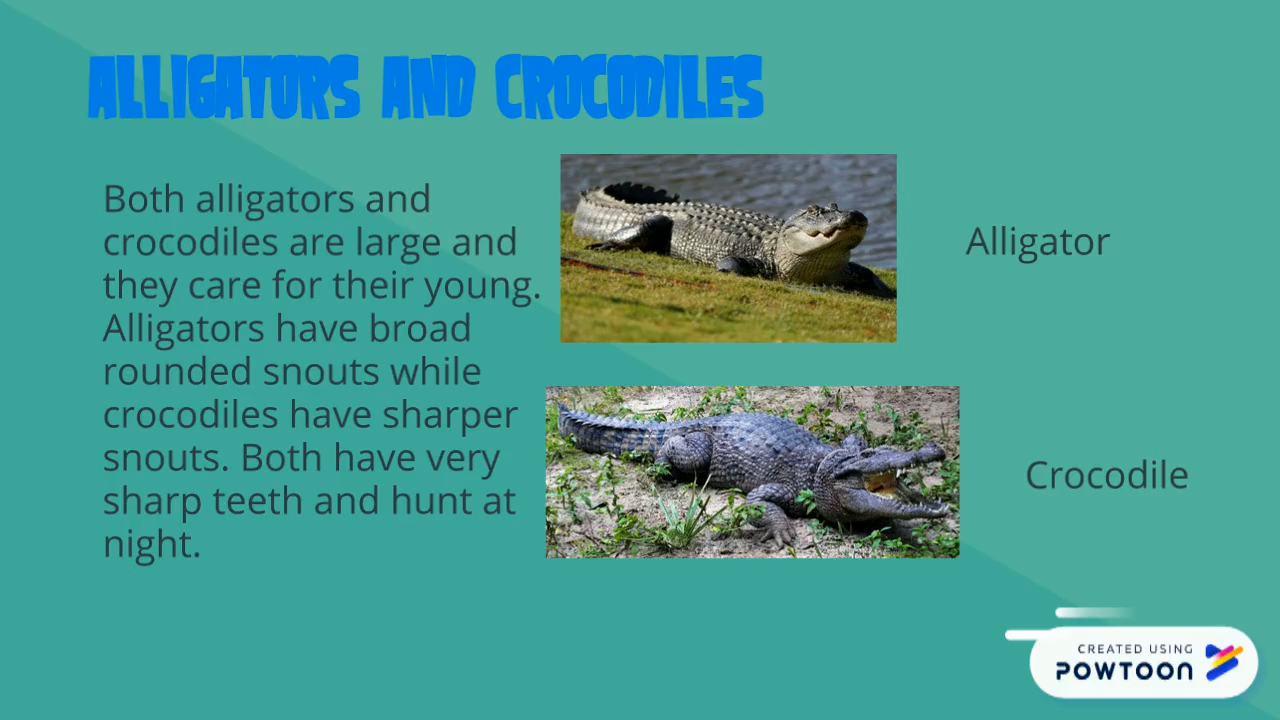 ALLIGATORS AND CROCODILES
Both alligators and
crocodiles are large and
they care for their young.
Alligators have broad
rounded snouts while
crocodiles have sharper
snouts. Both have very
sharp teeth and hunt at
night.
Alligator
Crocodile
CREATED USING
POWTOON